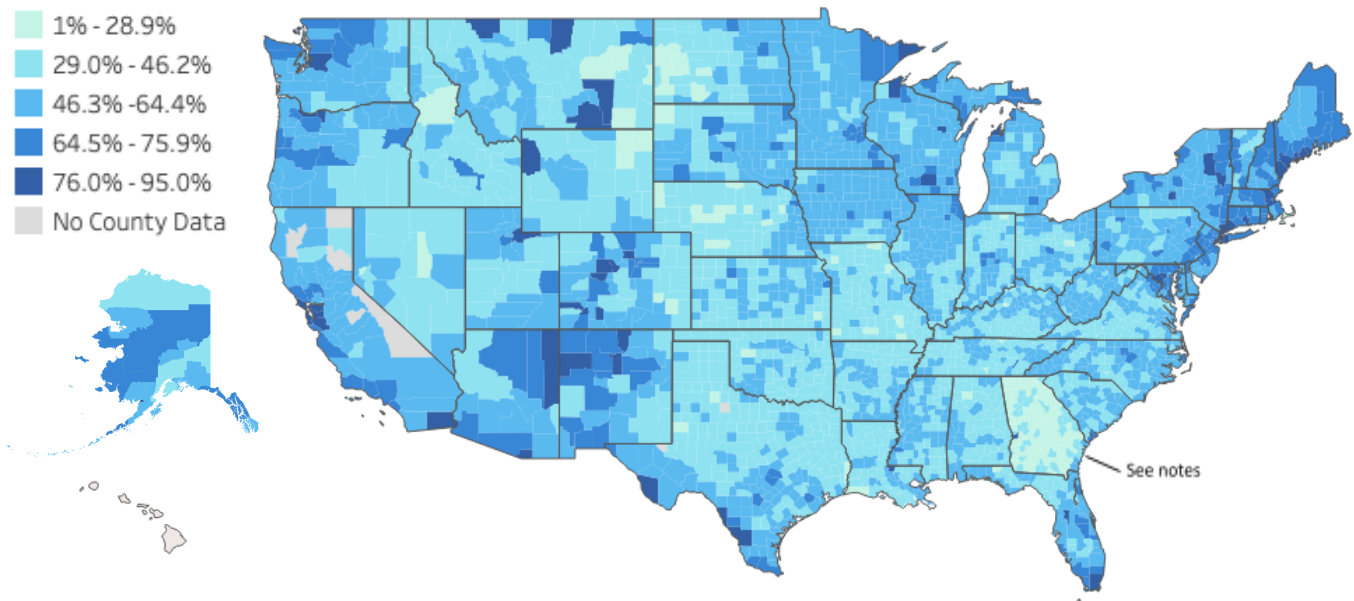 1% - 28.9%
29.0% - 46.2%
46.3% -64.4%
64.5% -75.9%
76.0% -95.0%
No County Data
See notes